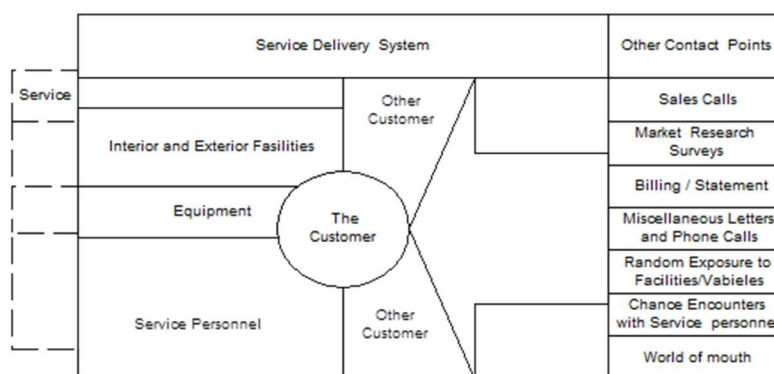 Service Delivery System
Other Contact Points
Service
Other
Customer
Sales Calls
Interior and Exterior Fasilities
Market Research
Surveys
Billing / Statement
Equipment
The
Customer
Miscellaneous Letters
and Phone Calls
Random Exposure to
Facilities/Vabieles
Service Personnel
Other
Customer
Chance Encounters
with Service personne
World of mouth